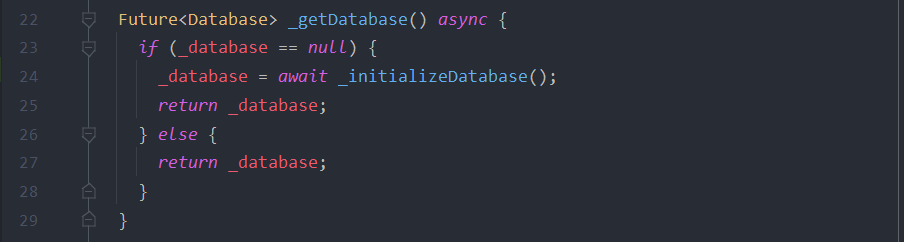 22 Future<Database> _getDatabase() async {
23 if (_database == null) {
24 _database = await _initializeDatabase();
25 return _database;
26 } else {
27 return _database;
28 }
29 }